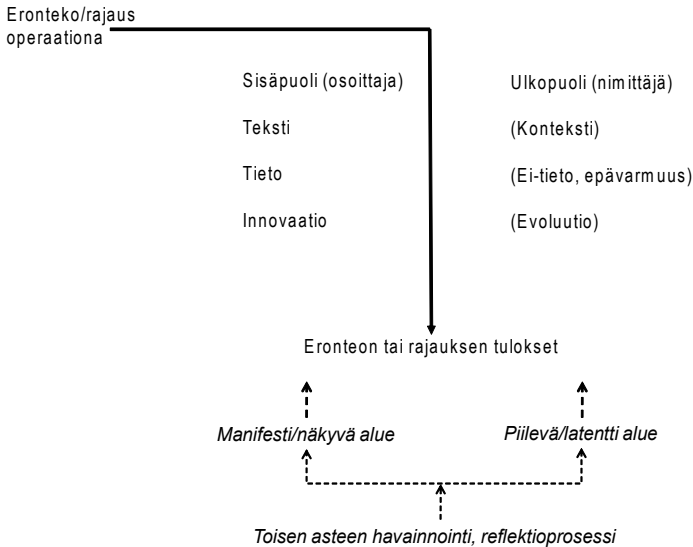 Eronteko/rajaus
operaationa
Sisäpuoli (osoittaja)
Ulkopuoli (nimittäjä)
Teksti
(Konteksti)
Tieto
(Ei-tieto, epävarmuus)
Innovaatio
(Evoluutio)
Eronteon tai rajauksen tulokset
Manifesti/näkyvä alue
Piilevä/latentti alue
Toisen asteen havainnointi, reflektioprosessi